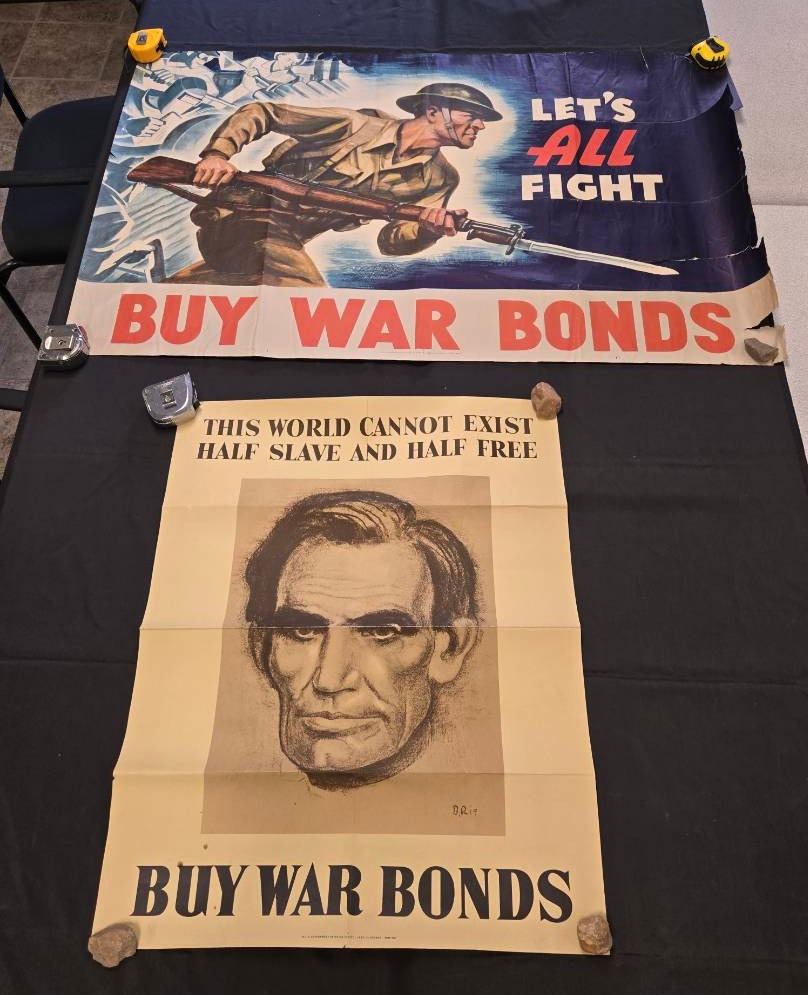 LET'S
ALL
FIGHT
BUY WAR BONDS
THIS WORLD CANNOT EXIST
HALF SLAVE AND HALF FREE
BUY WAR BONDS